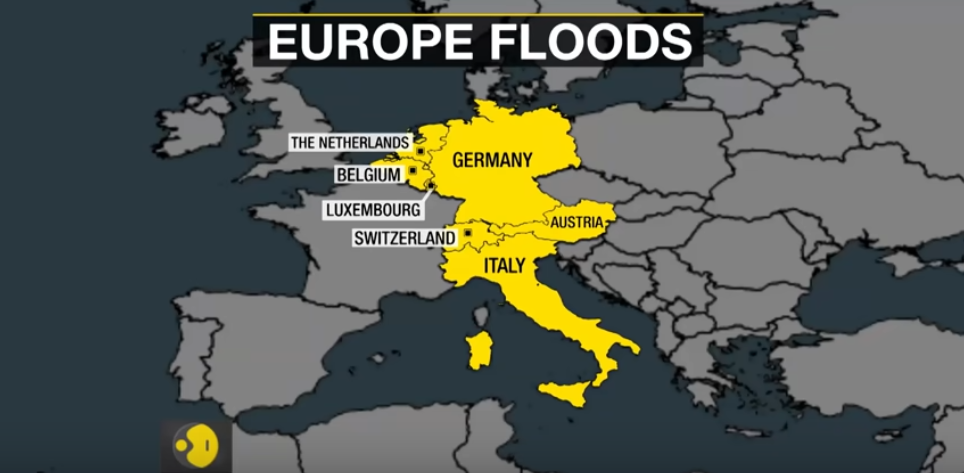 EUROPE FLOODS
THE NETHERLANDS
GERMANY
BELGIUM
LUXEMBOURG
AUSTRIA
SWITZERLAND
ITALY